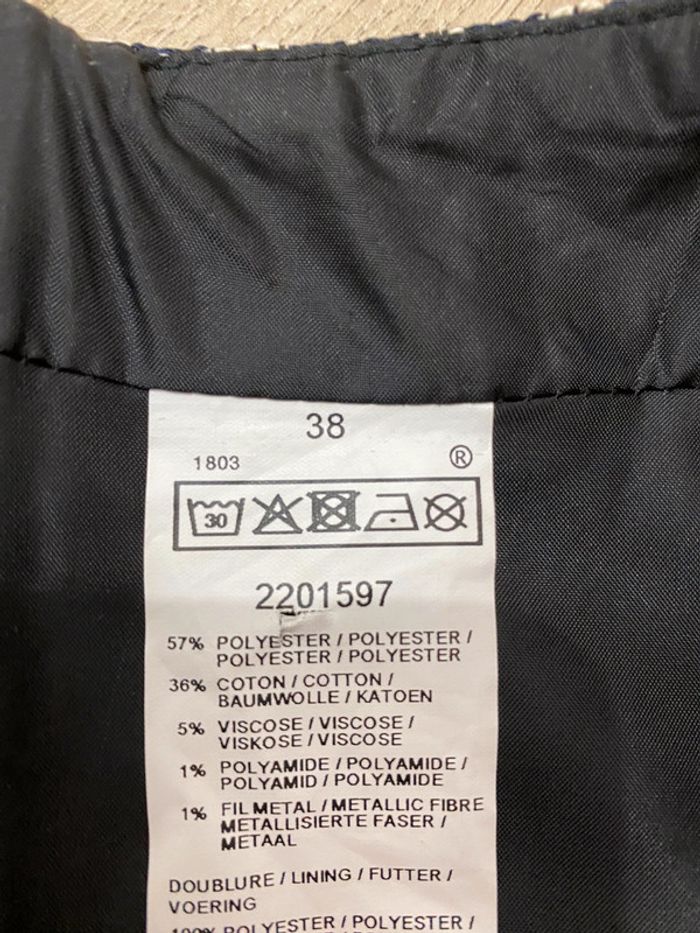 38
1803 ®
30
2201597
57% POLYESTER / POLYESTER /
POLYESTER / POLYESTER
36% COTON / COTTON /
BAUMWOLLE / KATOEN
5% VISCOSE / VISCOSE /
VISKOSE / VISCOSE
1% POLYAMIDE / POLYAMIDE /
POLYAMID / POLYAMIDE
1% FIL METAL / METALLIC FIBRE
METALLISIERTE FASER /
METAAL
DOUBLURE / LINING / FUTTER /
VOERING
100% POLYESTER / POLYESTER /